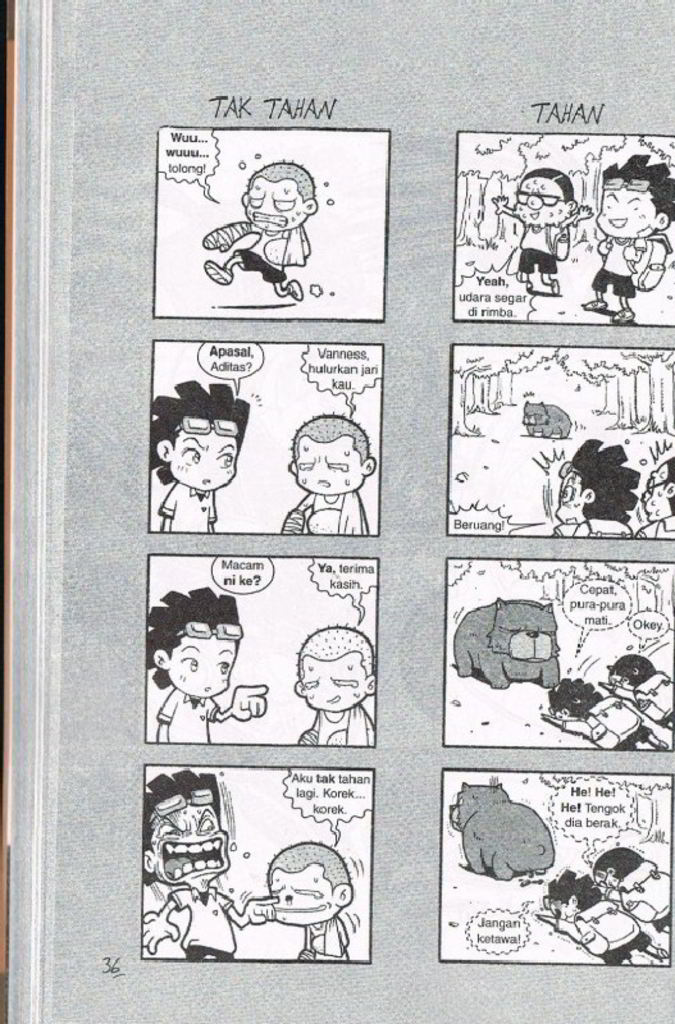 TAK TAHAN
Wuu...
wuuu...
tolong!
Apasal,
Aditas?
Vanness,
hulurkan jari
kau.
Macam
ni ke?
Ya, terima
kasih.
Aku tak tahan
lagi. Korek...
korek.
TAHAN
Yeah,
udara segar
di rimba.
Beruang!
Cepat,
pura-pura
mati.
Okey.
He! He!
He! Tengok
dia berak.
Jangan
ketawa!
36